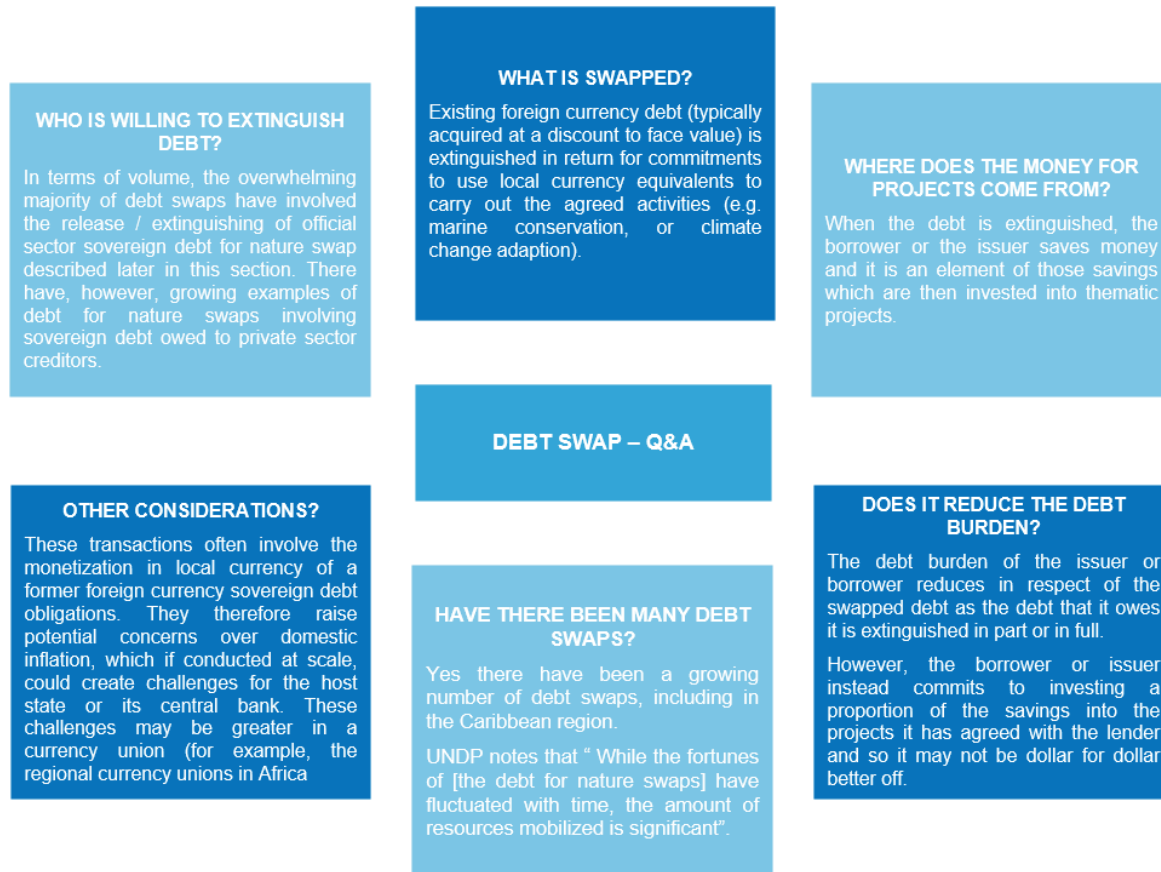 WHAT IS SWAPPED?
Existing foreign currency debt (typically
acquired at a discount to face value) is
extinguished in return for commitments
to use local currency equivalents to
carry out the agreed activities (e.g.
marine conservation, or climate
change adaption).
WHO IS WILLING TO EXTINGUISH
DEBT?
In terms of volume, the overwhelming
majority of debt swaps have involved
the release / extinguishing of official
sector sovereign debt for nature swap
described later in this section. There
have, however, growing examples of
debt for nature swaps involving
sovereign debt owed to private sector
creditors.
WHERE DOES THE MONEY FOR
PROJECTS COME FROM?
When the debt is extinguished, the
borrower or the issuer saves money
and it is an element of those savings
which are then invested into thematic
projects.
DEBT SWAP – Q&A
OTHER CONSIDERATIONS?
These transactions often involve the
monetization in local currency of a
former foreign currency sovereign debt
obligations. They therefore raise
potential concerns over domestic
inflation, which if conducted at scale,
could create challenges for the host
state or its central bank. These
challenges may be greater in a
currency union (for example, the
regional currency unions in Africa
HAVE THERE BEEN MANY DEBT
SWAPS?
Yes there have been a growing
number of debt swaps, including in
the Caribbean region.
UNDP notes that “ While the fortunes
of [the debt for nature swaps] have
fluctuated with time, the amount of
resources mobilized is significant”.
DOES IT REDUCE THE DEBT
BURDEN?
The debt burden of the issuer or
borrower reduces in respect of the
swapped debt as the debt that it owes
it is extinguished in part or in full.
However, the borrower or issuer
instead commits to investing a
proportion of the savings into the
projects it has agreed with the lender
and so it may not be dollar for dollar
better off.